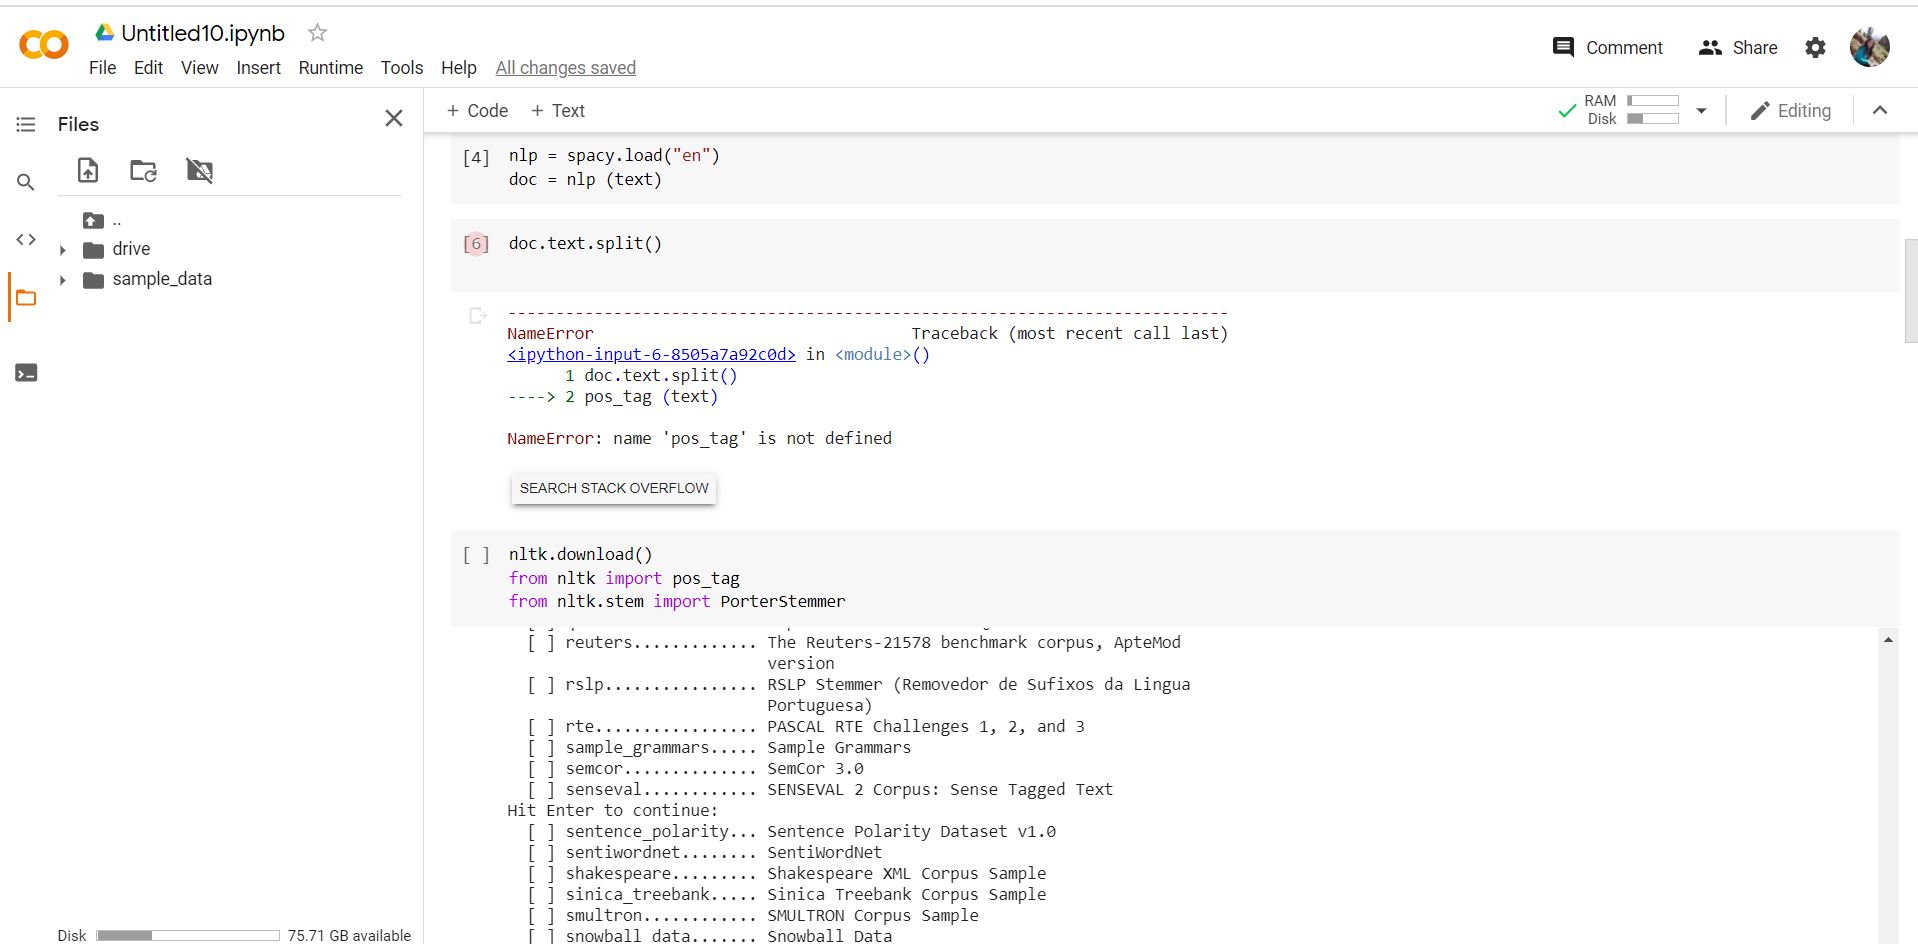 CO
Untitled10.ipynb
File Edit View Insert Runtime Tools Help All changes saved
Comment Share
Files
..
drive
sample_data
Disk 75.71 GB available
+ Code + Text
RAM
Disk
Editing
[4] nlp = spacy.load("en")
doc = nlp (text)
[6] doc.text.split()
---------------------------------------------------------------------------
NameError Traceback (most recent call last)
<ipython-input-6-8505a7a92c0d> in <module>()
1 doc.text.split()
----> 2 pos_tag (text)
NameError: name 'pos_tag' is not defined
SEARCH STACK OVERFLOW
[ ] nltk.download()
from nltk import pos_tag
from nltk.stem import PorterStemmer
[ ] reuters............. The Reuters-21578 benchmark corpus, ApteMod
version
[ ] rslp................ RSLP Stemmer (Removedor de Sufixos da Lingua
Portuguesa)
[ ] rte................. PASCAL RTE Challenges 1, 2, and 3
[ ] sample_grammars..... Sample Grammars
[ ] semcor.............. SemCor 3.0
[ ] senseval............ SENSEVAL 2 Corpus: Sense Tagged Text
Hit Enter to continue:
[ ] sentence_polarity... Sentence Polarity Dataset v1.0
[ ] sentiwordnet........ SentiWordNet
[ ] shakespeare......... Shakespeare XML Corpus Sample
[ ] sinica_treebank..... Sinica Treebank Corpus Sample
[ ] smultron............ SMULTRON Corpus Sample
[ ] snowball_data....... Snowball Data